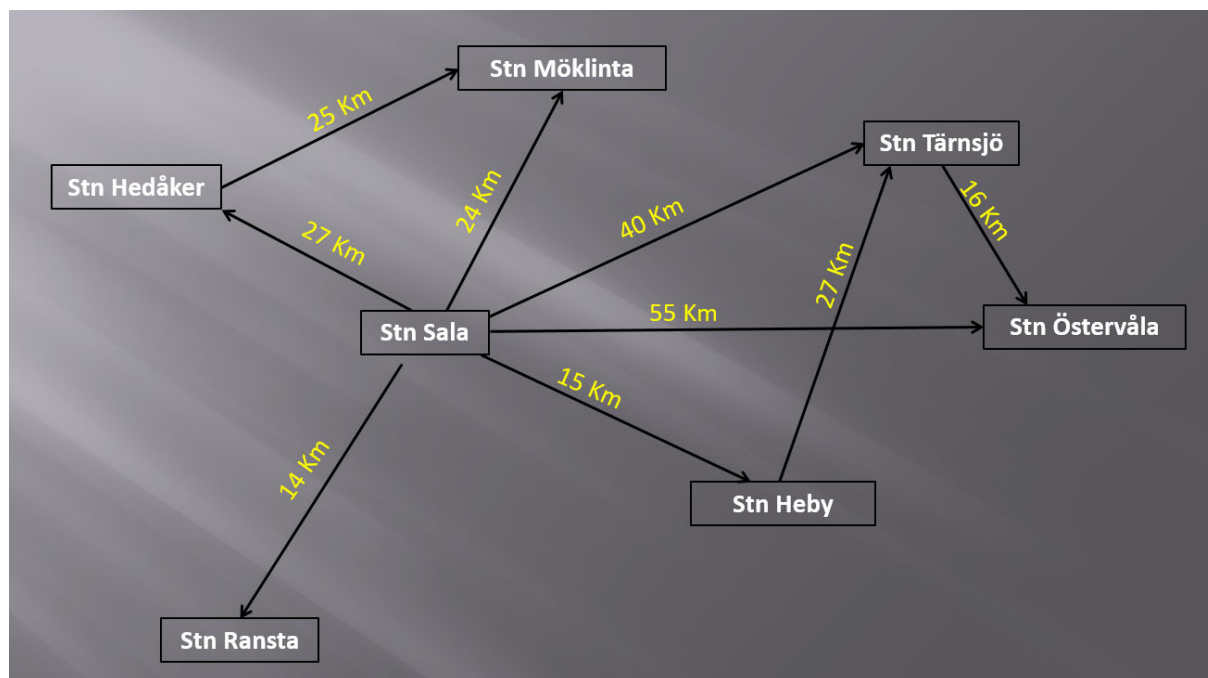 Stn Möklinta
25 Km
Stn Tärnsjö
Stn Hedåker
24 Km
16 Km
40 Km
27 Km
27 Km
55 Km
Stn Sala
Stn Östervåla
15 Km
14 Km
Stn Heby
Stn Ransta